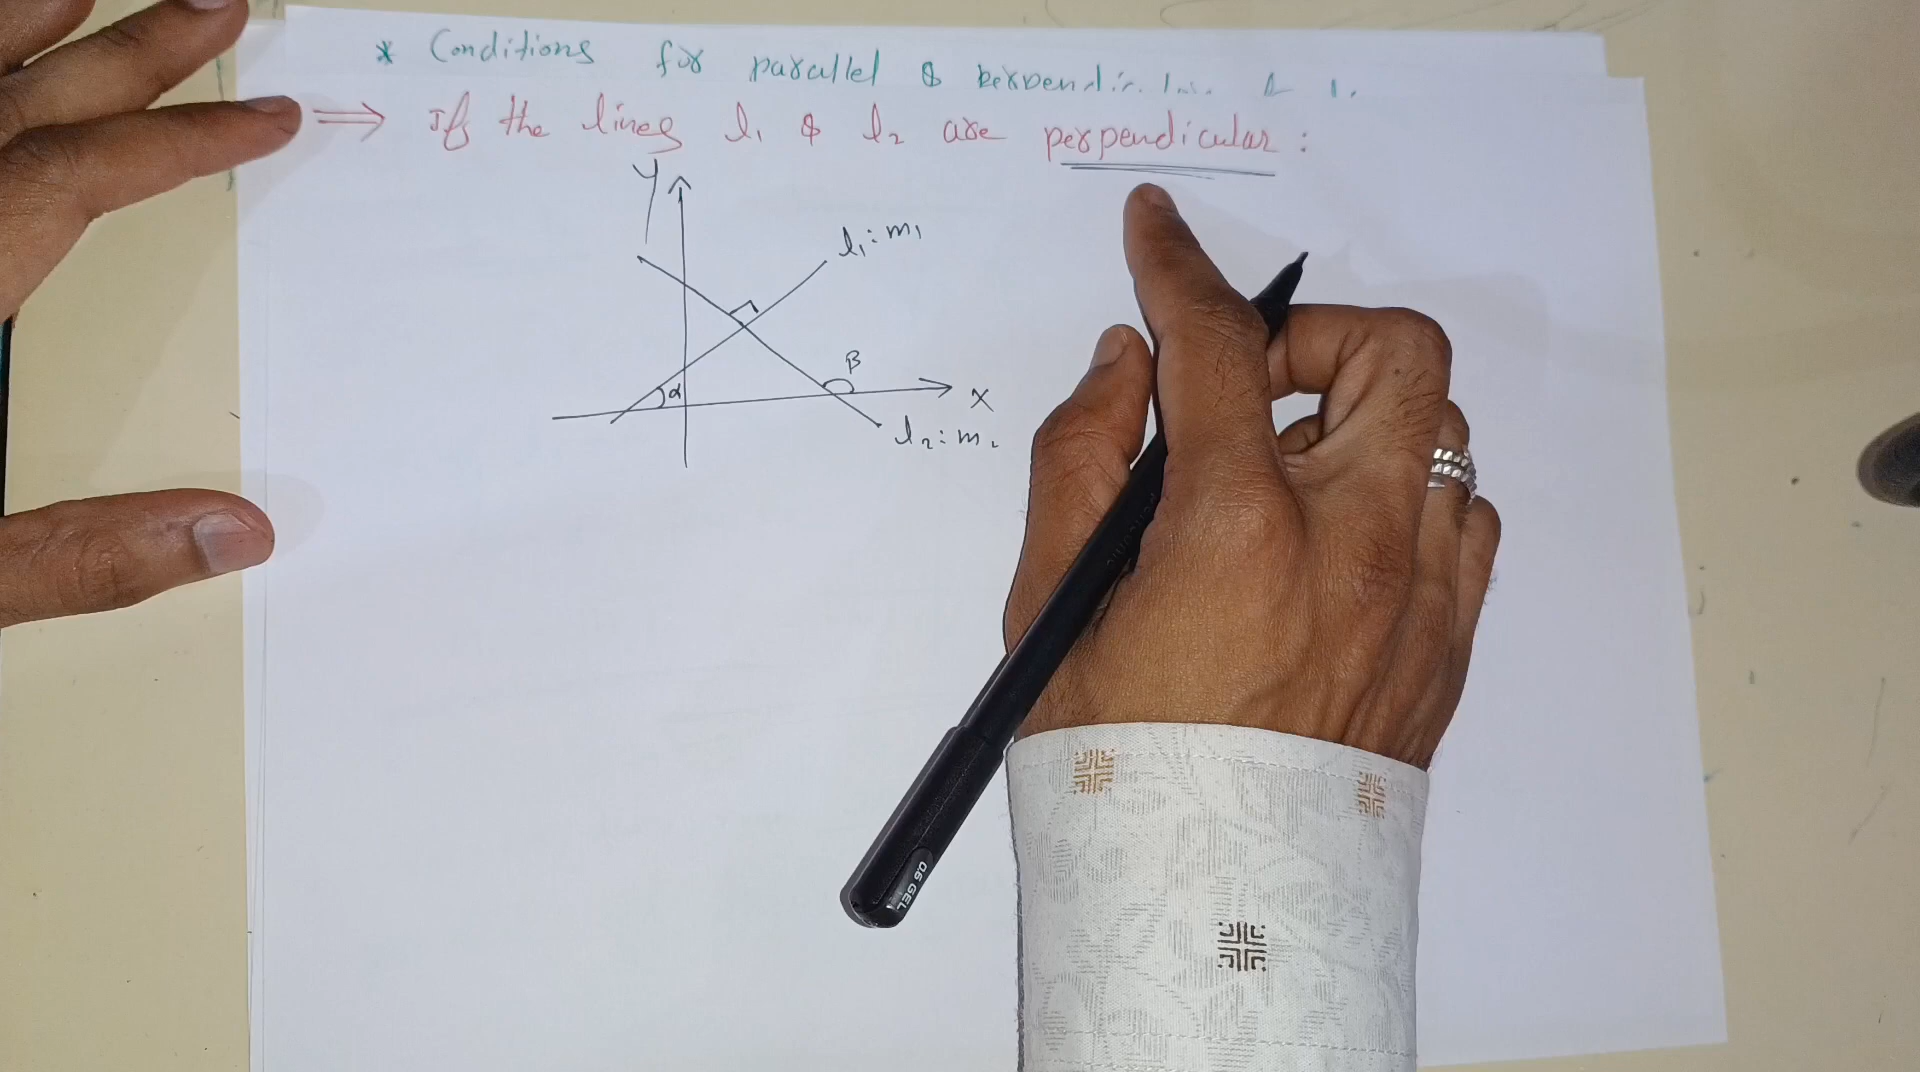 * Conditions for parallel &
⇒ If the lines l₁ & l₂ are perpendicular :
y
l₁ : m₁
β
α
x
l₂ : m₂
0.6 GEL